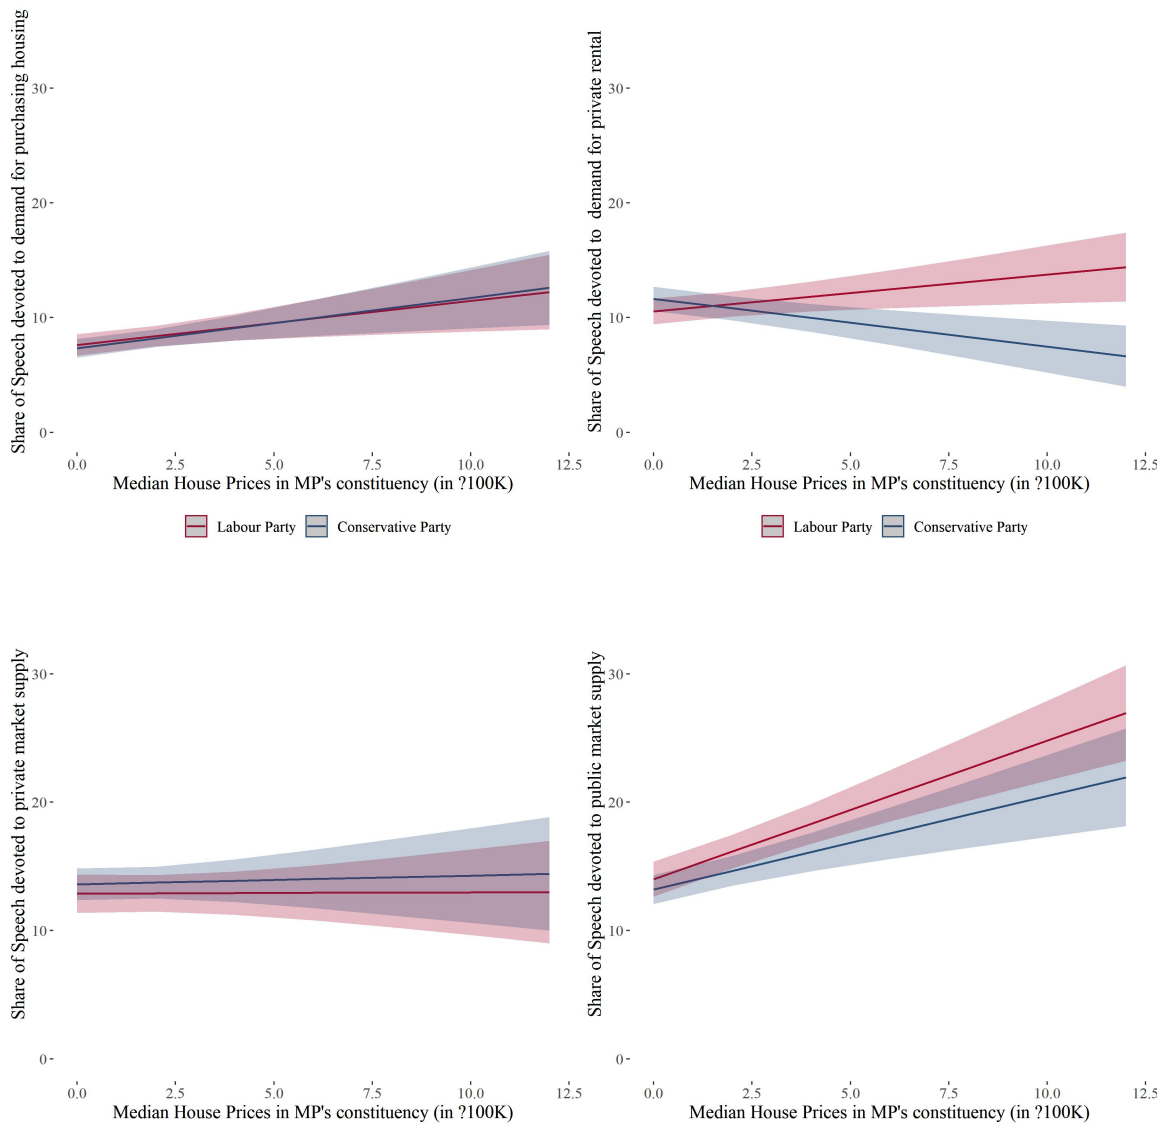 Share of Speech devoted to demand for purchasing housing
30
20
10
0
0.0 2.5 5.0 7.5 10.0 12.5
Median House Prices in MP's constituency (in ?100K)
Labour Party Conservative Party
Share of Speech devoted to demand for private rental
30
20
10
0
0.0 2.5 5.0 7.5 10.0 12.5
Median House Prices in MP's constituency (in ?100K)
Labour Party Conservative Party
Share of Speech devoted to private market supply
30
20
10
0
0.0 2.5 5.0 7.5 10.0 12.5
Median House Prices in MP's constituency (in ?100K)
Share of Speech devoted to public market supply
30
20
10
0
0.0 2.5 5.0 7.5 10.0 12.5
Median House Prices in MP's constituency (in ?100K)